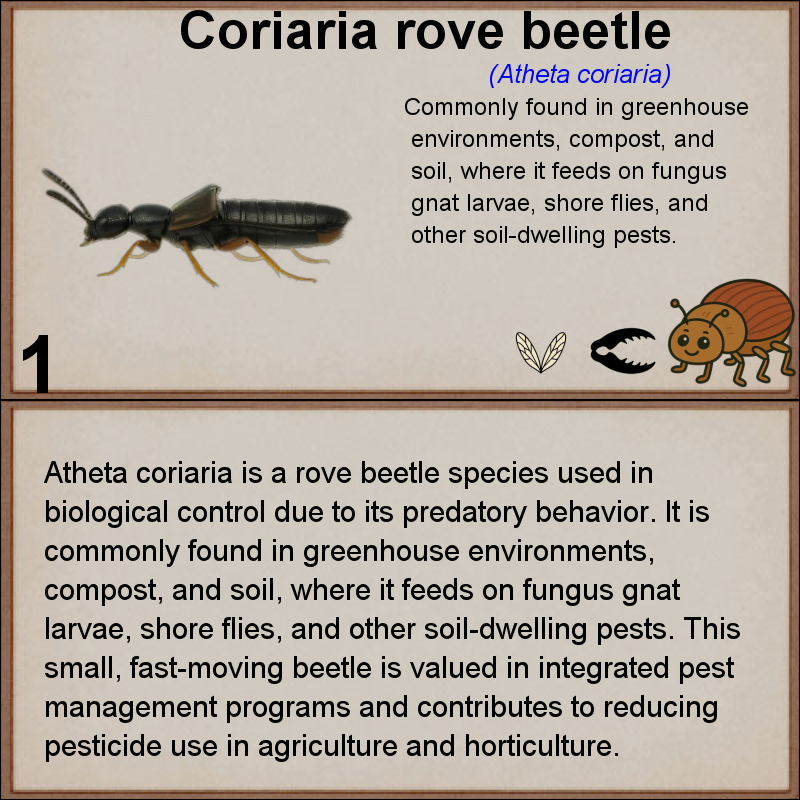 Coriaria rove beetle
(Atheta coriaria)
Commonly found in greenhouse
environments, compost, and
soil, where it feeds on fungus
gnat larvae, shore flies, and
other soil-dwelling pests.
1
Atheta coriaria is a rove beetle species used in
biological control due to its predatory behavior. It is
commonly found in greenhouse environments,
compost, and soil, where it feeds on fungus gnat
larvae, shore flies, and other soil-dwelling pests. This
small, fast-moving beetle is valued in integrated pest
management programs and contributes to reducing
pesticide use in agriculture and horticulture.